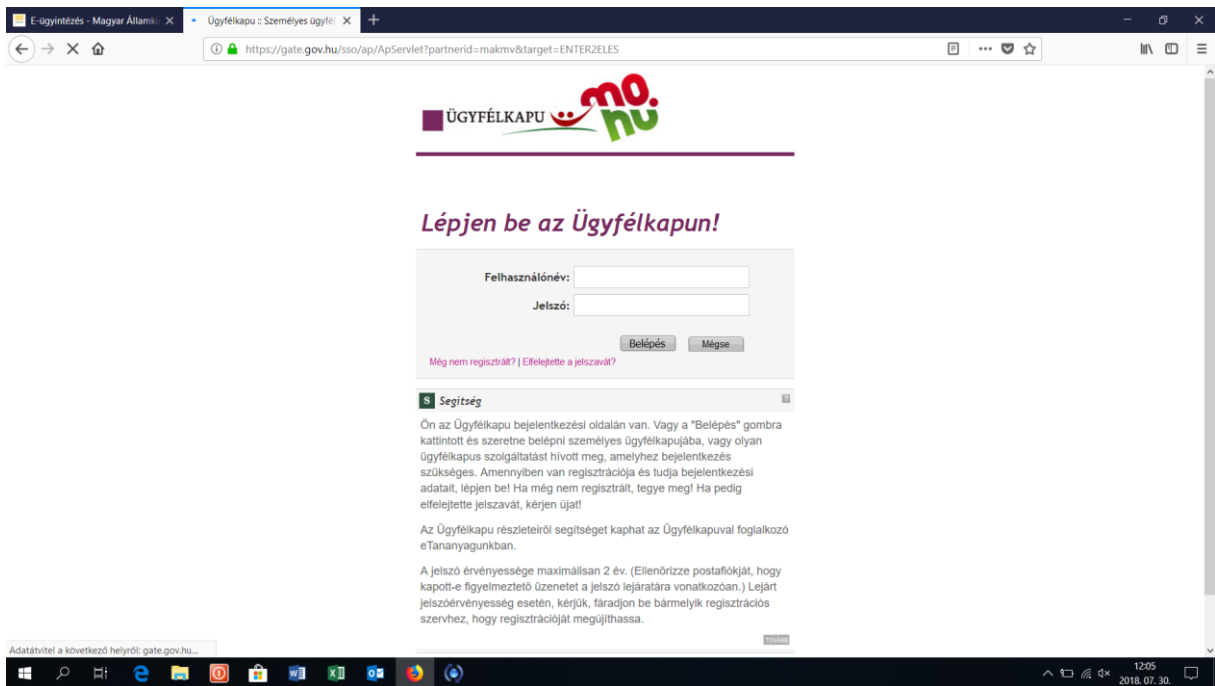 E-ügyintézés - Magyar Államki
Ügyfélkapu :: Személyes ügyfél
https://gate.gov.hu/sso/ap/ApServlet?partnerid=makmv&target=ENTER2ELES
ÜGYFÉLKAPU
mo.hu
Lépjen be az Ügyfélkapun!
Felhasználónév:
Jelszó:
Belépés Mégse
Még nem regisztrált? | Elfelejtette a jelszavát?
S Segítség ?
Ön az Ügyfélkapu bejelentkezési oldalán van. Vagy a "Belépés" gombra
kattintott és szeretne belépni személyes ügyfélkapujába, vagy olyan
ügyfélkapus szolgáltatást hívott meg, amelyhez bejelentkezés
szükséges. Amennyiben van regisztrációja és tudja bejelentkezési
adatait, lépjen be! Ha még nem regisztrált, tegye meg! Ha pedig
elfelejtette jelszavát, kérjen újat!
Az Ügyfélkapu részleteiről segítséget kaphat az Ügyfélkapuval foglalkozó
eTananyagunkban.
A jelszó érvényessége maximálisan 2 év. (Ellenőrizze postafiókját, hogy
kapott-e figyelmeztető üzenetet a jelszó lejáratára vonatkozóan.) Lejárt
jelszóérvényesség esetén, kérjük, fáradjon be bármelyik regisztrációs
szervhez, hogy regisztrációját megújíthassa.
TOVÁBB
Adatátvitel a következő helyről: gate.gov.hu...
12:05
2018. 07. 30.